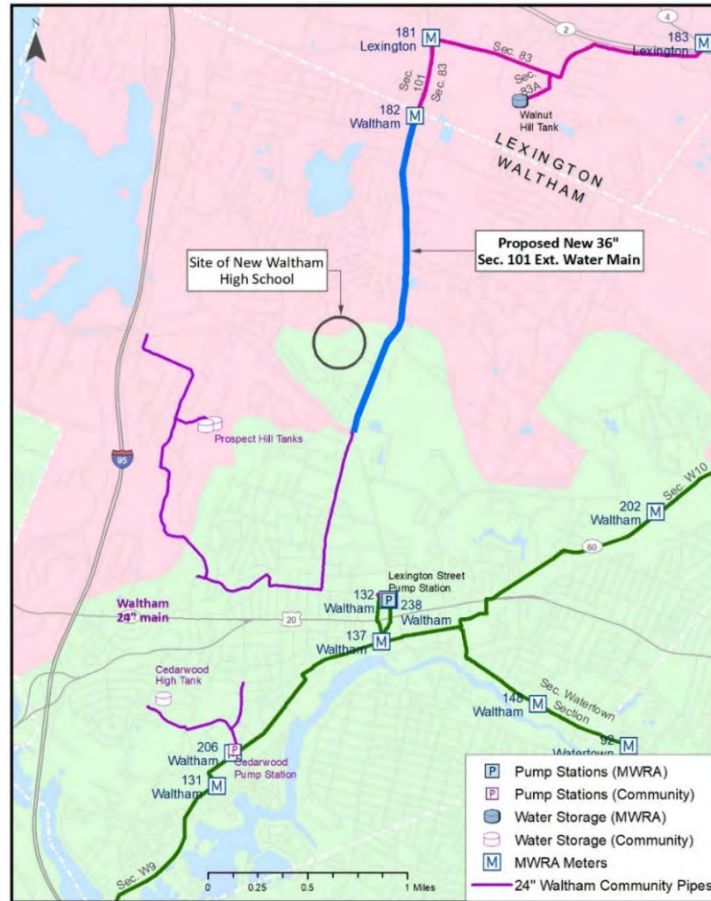 181
Lexington
2
4
183
Lexington
Sec. 83
Sec.
101
Sec. 83
Sec.
83A
Walnut
Hill Tank
182
Waltham
LEXINGTON
WALTHAM
Site of New Waltham
High School
Proposed New 36"
Sec. 101 Ext. Water Main
Prospect Hill Tanks
95
Sec. W10
202
Waltham
60
Lexington Street
Pump Station
132
Waltham
238
Waltham
Waltham
24" main
20
137
Waltham
Cedarwood
High Tank
Sec. Watertown
Section
148
Waltham
92
Watertown
206
Waltham
Cedarwood
Pump Station
131
Waltham
Sec. W9
0 0.25 0.5 1 Miles
P Pump Stations (MWRA)
P Pump Stations (Community)
Water Storage (MWRA)
Water Storage (Community)
M MWRA Meters
24" Waltham Community Pipes